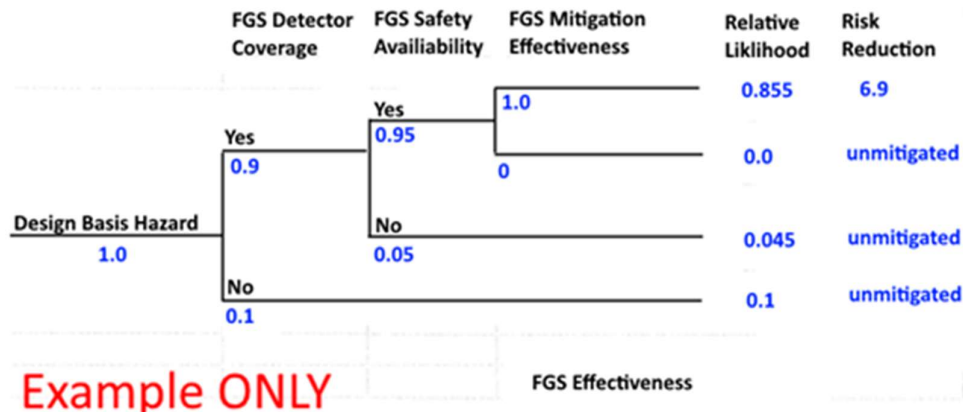 FGS Detector Coverage
FGS Safety Availiability
FGS Mitigation Effectiveness
Relative Liklihood
Risk Reduction
1.0
0.855
6.9
Yes
0.95
Yes
0.9
0
0.0
unmitigated
Design Basis Hazard
1.0
No
0.05
0.045
unmitigated
No
0.1
0.1
unmitigated
Example ONLY
FGS Effectiveness